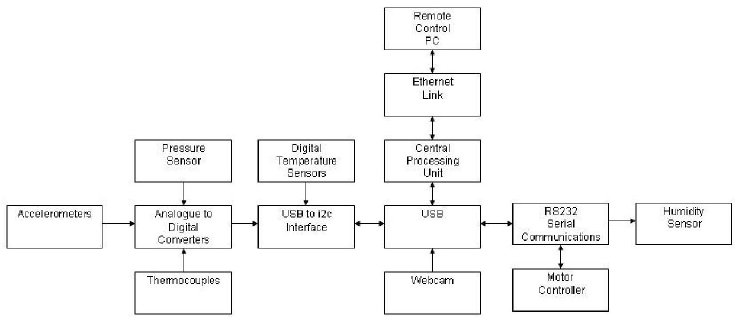 Remote
Control
PC
Ethernet
Link
Pressure
Sensor
Digital
Temperature
Sensors
Central
Processing
Unit
Accelerometers
Analogue to
Digital
Converters
USB to i2c
Interface
USB
RS232
Serial
Communications
Humidity
Sensor
Thermocouples
Webcam
Motor
Controller